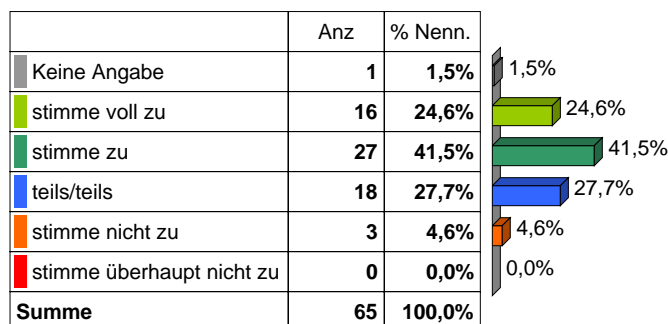 Anz % Nenn.
Keine Angabe 1 1,5% 1,5%
stimme voll zu 16 24,6% 24,6%
stimme zu 27 41,5% 41,5%
teils/teils 18 27,7% 27,7%
stimme nicht zu 3 4,6% 4,6%
stimme überhaupt nicht zu 0 0,0% 0,0%
Summe 65 100,0%